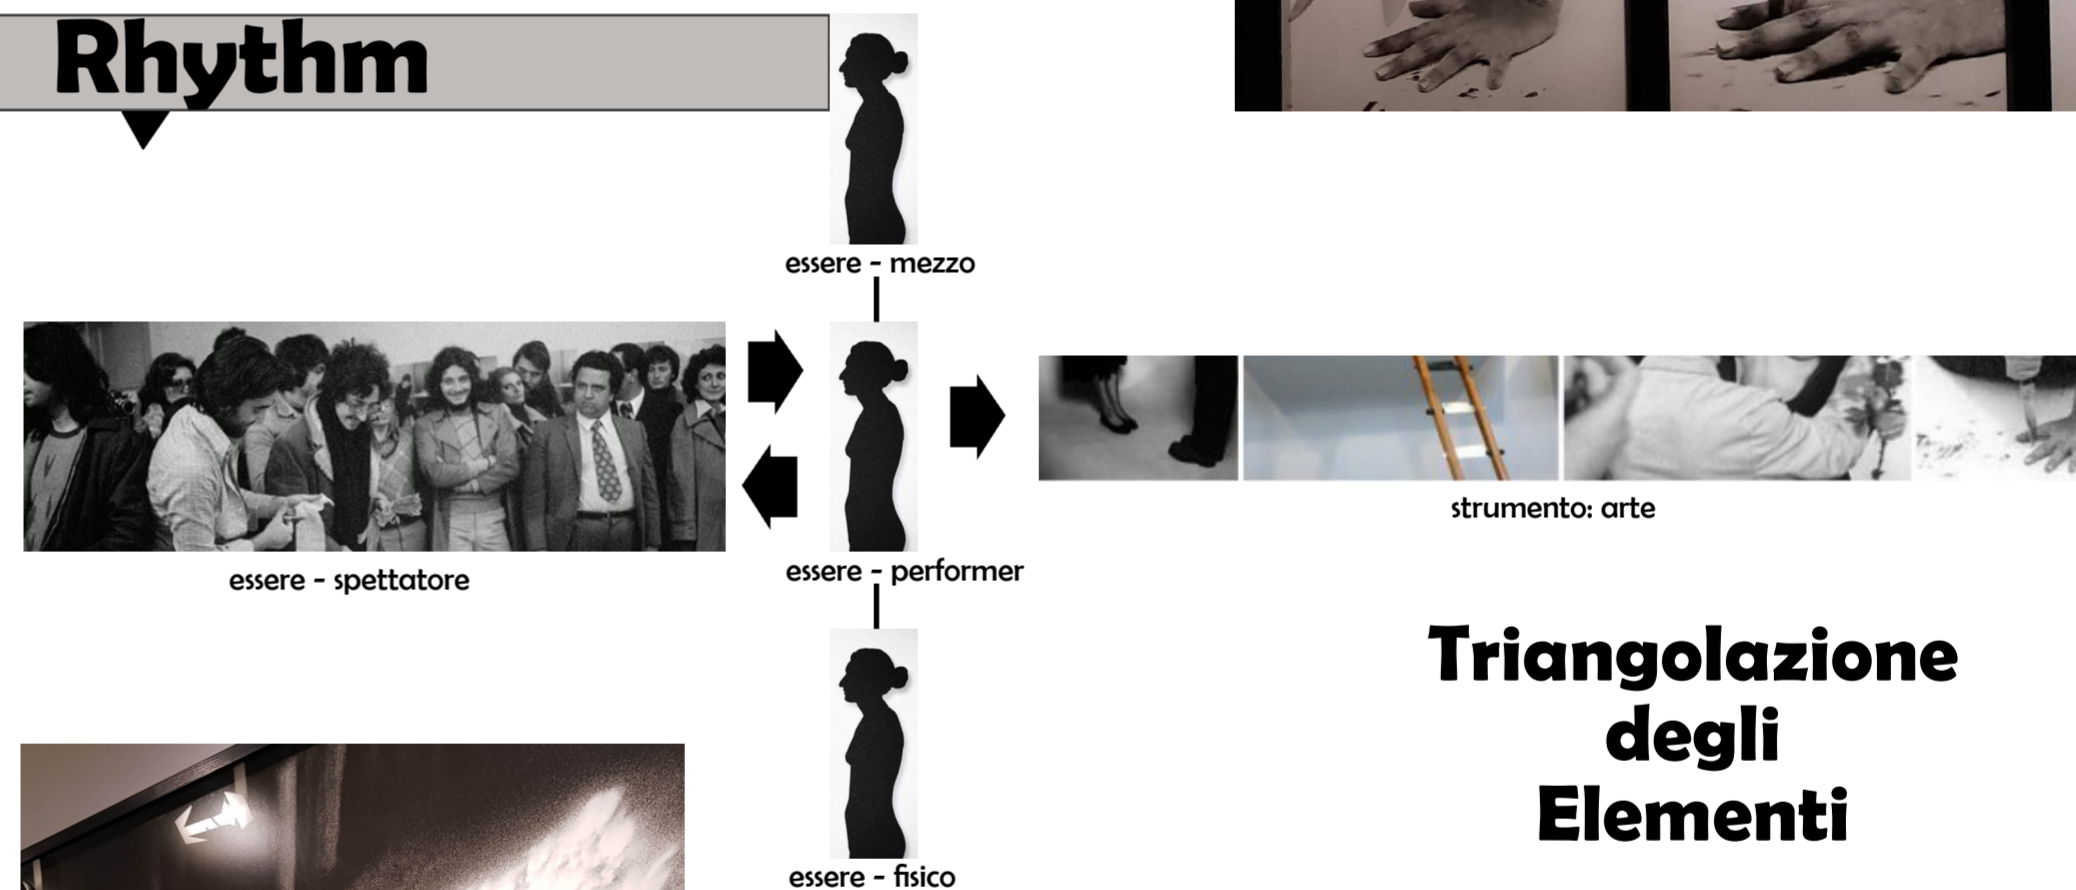 Rhythm
essere - mezzo
essere - spettatore
essere - performer
strumento: arte
Triangolazione
degli
Elementi
essere - fisico